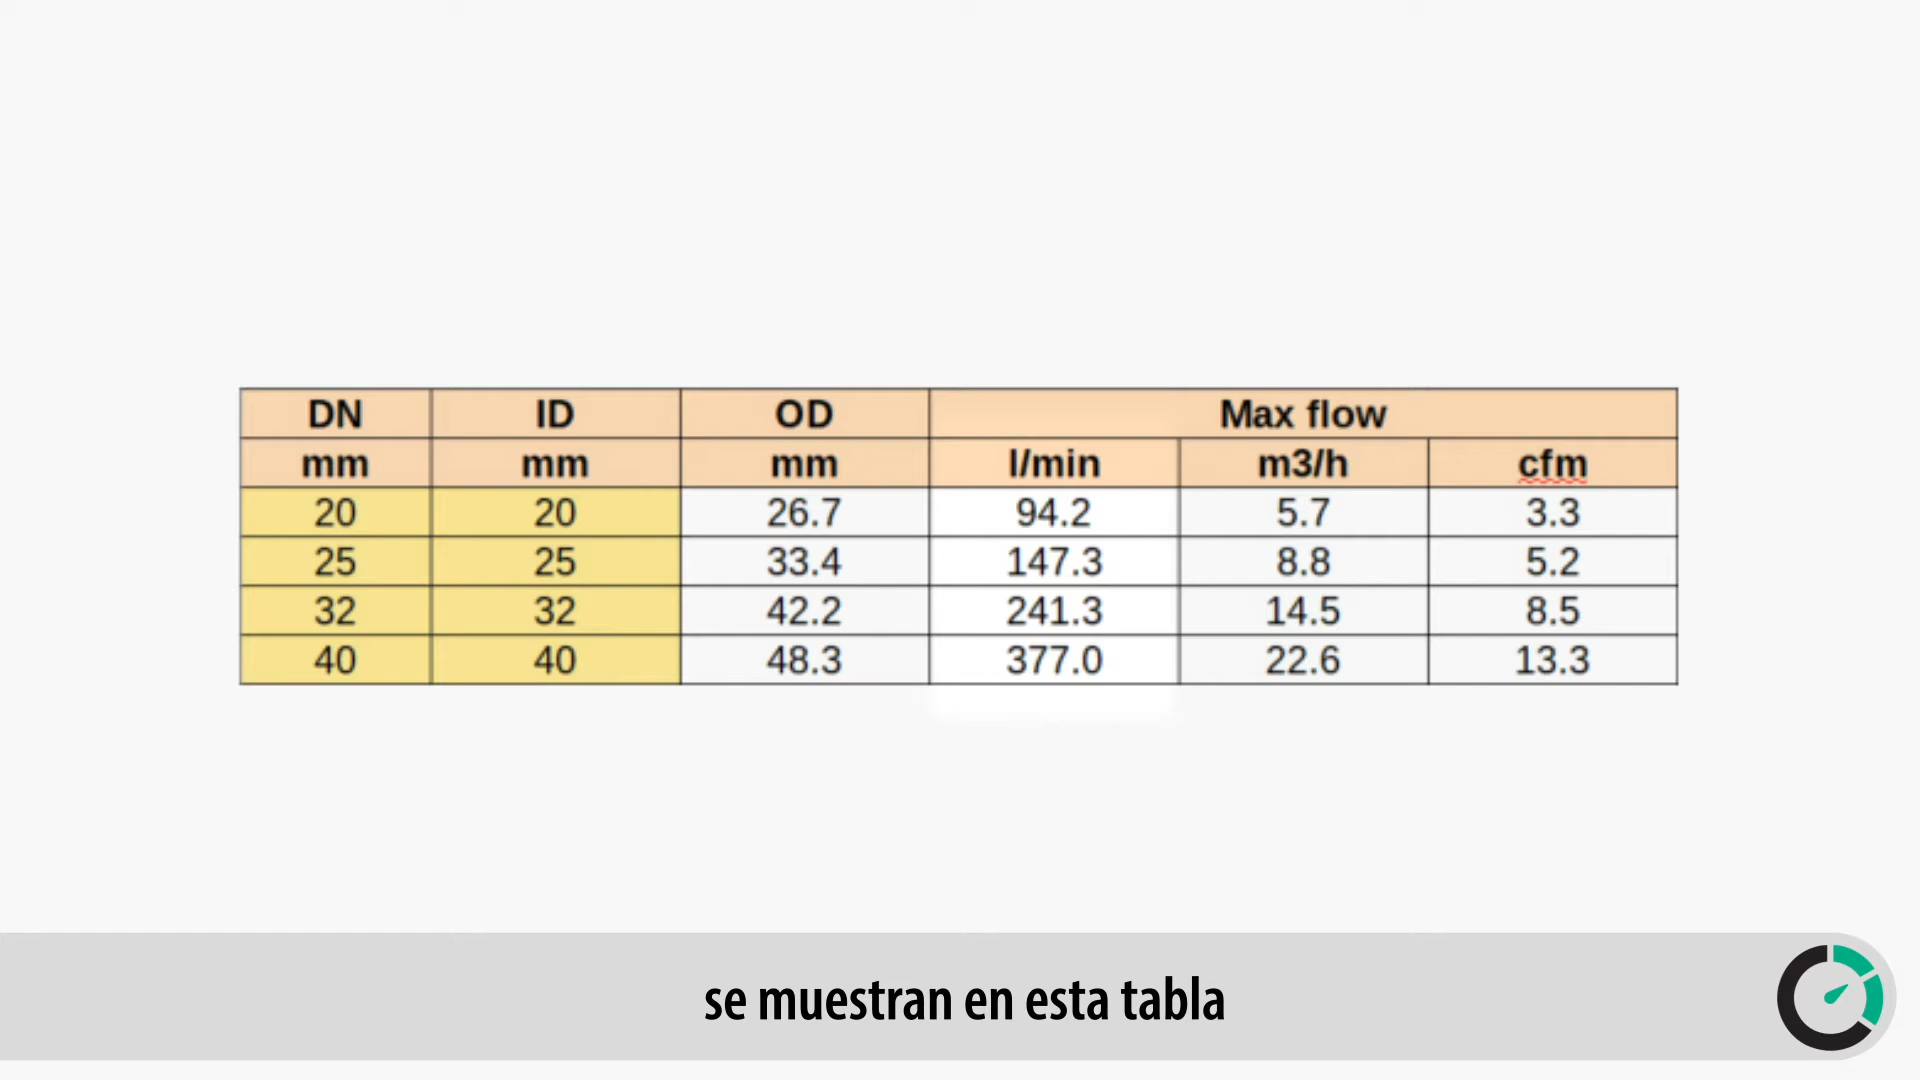 DN ID OD Max flow
mm mm mm l/min m3/h cfm
20 20 26.7 94.2 5.7 3.3
25 25 33.4 147.3 8.8 5.2
32 32 42.2 241.3 14.5 8.5
40 40 48.3 377.0 22.6 13.3
se muestran en esta tabla